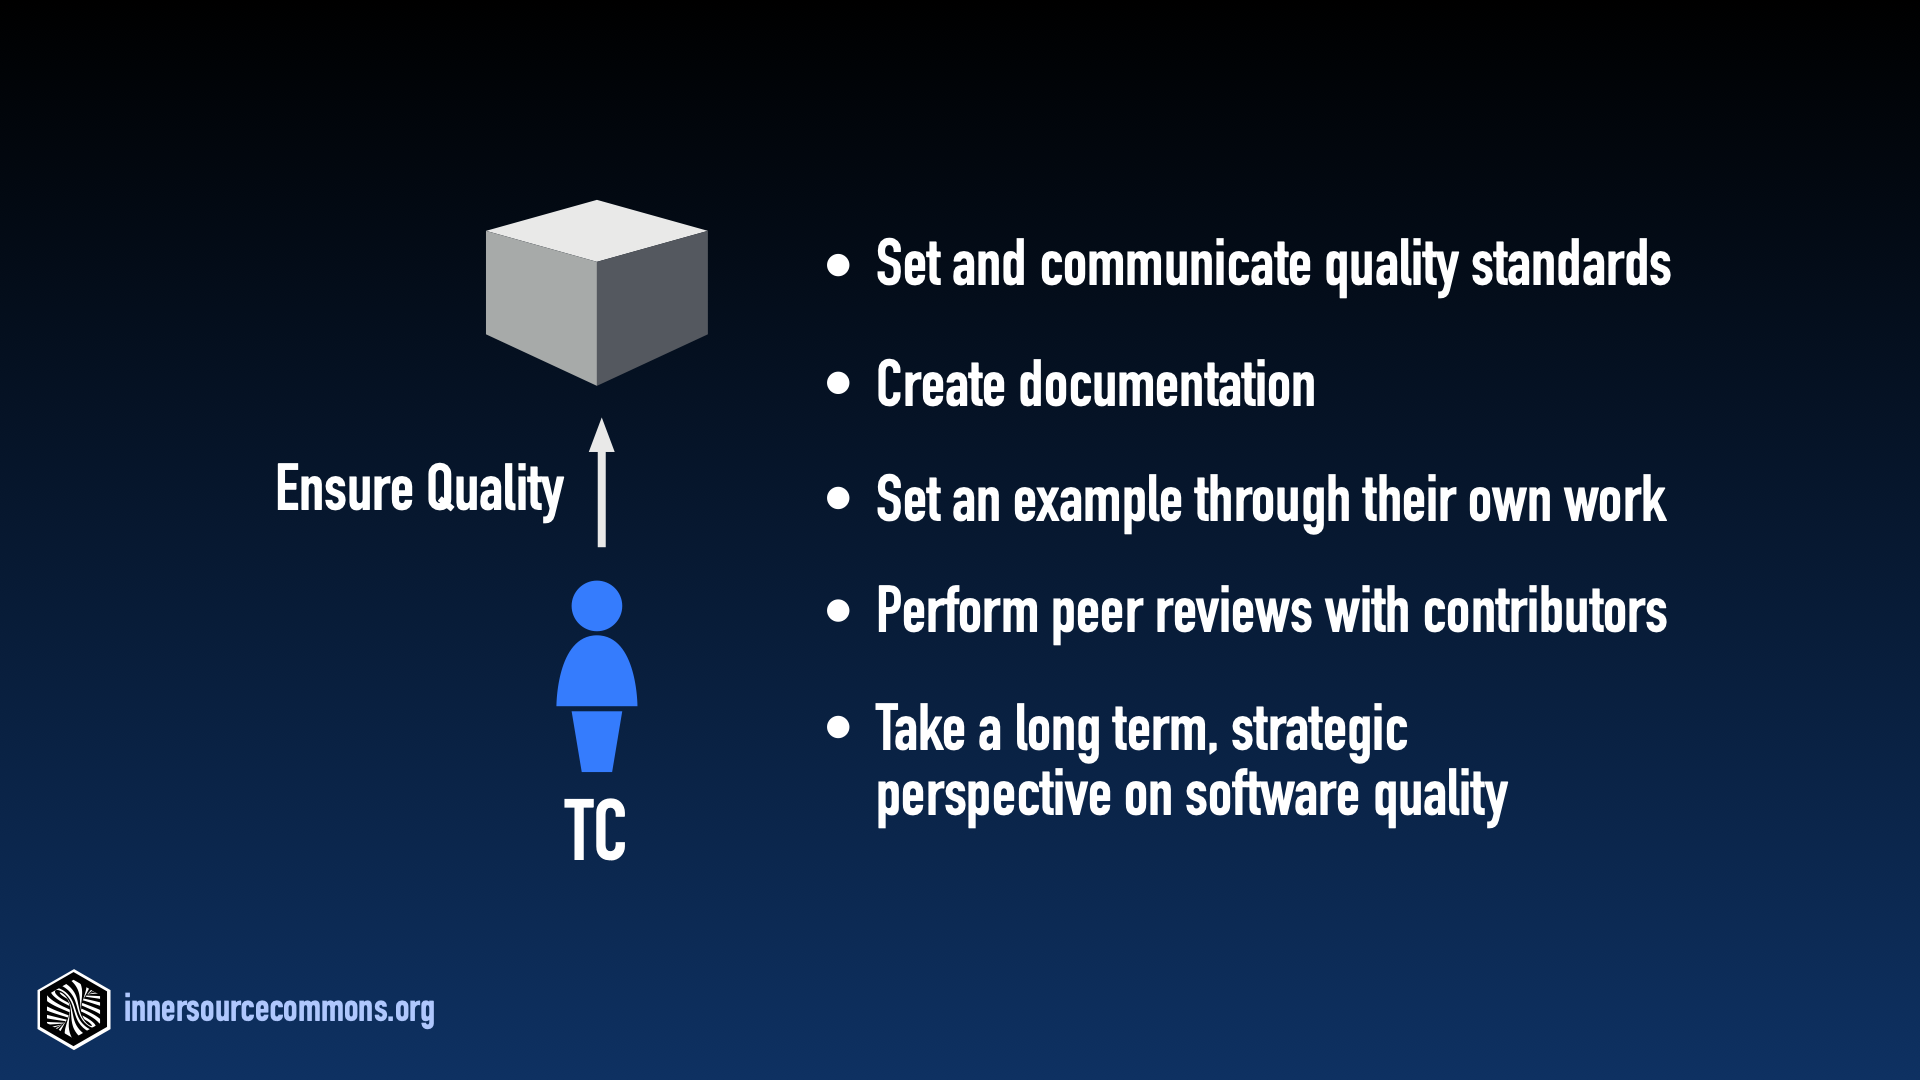 Set and communicate quality standards
Create documentation
Ensure Quality
Set an example through their own work
Perform peer reviews with contributors
Take a long term, strategic
perspective on software quality
TC
innersourcecommons.org